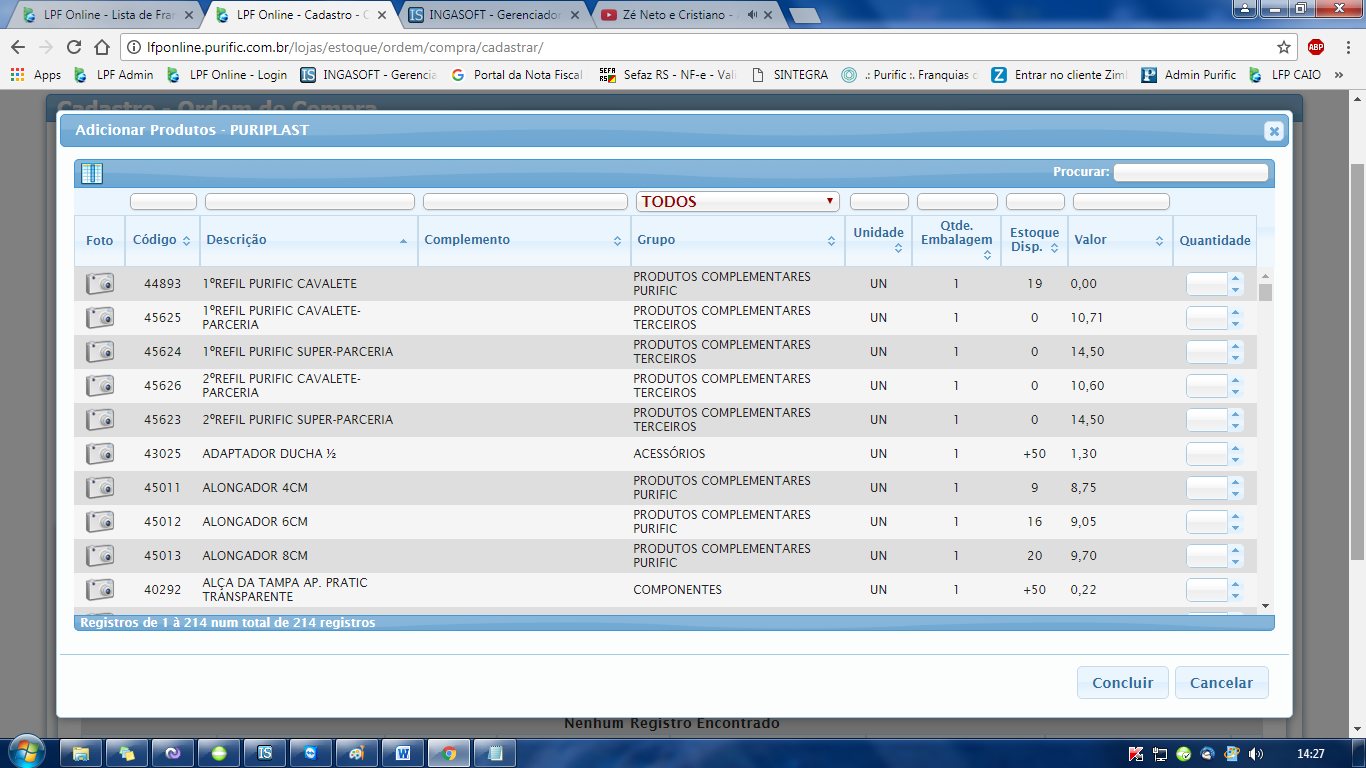 LPF Online - Lista de Fran
LPF Online - Cadastro - C
INGASOFT - Gerenciador
Zé Neto e Cristiano -
lfponline.purific.com.br/lojas/estoque/ordem/compra/cadastrar/
ABP
Apps
LPF Admin
LPF Online - Login
INGASOFT - Gerencia
Portal da Nota Fiscal
Sefaz RS - NF-e - Vali
SINTEGRA
.: Purific :. Franquias
Entrar no cliente Zim
Admin Purific
LFP CAIO
»
Cadastro - Ordem de Compra
Adicionar Produtos - PURIPLAST
Procurar:
TODOS
Foto Código Descrição Complemento Grupo Unidade Qtde. Embalagem Estoque Disp. Valor Quantidade
44893 1ºREFIL PURIFIC CAVALETE PRODUTOS COMPLEMENTARES PURIFIC UN 1 19 0,00
45625 1ºREFIL PURIFIC CAVALETE-PARCERIA PRODUTOS COMPLEMENTARES TERCEIROS UN 1 0 10,71
45624 1ºREFIL PURIFIC SUPER-PARCERIA PRODUTOS COMPLEMENTARES TERCEIROS UN 1 0 14,50
45626 2ºREFIL PURIFIC CAVALETE-PARCERIA PRODUTOS COMPLEMENTARES TERCEIROS UN 1 0 10,60
45623 2ºREFIL PURIFIC SUPER-PARCERIA PRODUTOS COMPLEMENTARES TERCEIROS UN 1 0 14,50
43025 ADAPTADOR DUCHA ½ ACESSÓRIOS UN 1 +50 1,30
45011 ALONGADOR 4CM PRODUTOS COMPLEMENTARES PURIFIC UN 1 9 8,75
45012 ALONGADOR 6CM PRODUTOS COMPLEMENTARES PURIFIC UN 1 16 9,05
45013 ALONGADOR 8CM PRODUTOS COMPLEMENTARES PURIFIC UN 1 20 9,70
40292 ALÇA DA TAMPA AP. PRATIC TRANSPARENTE COMPONENTES UN 1 +50 0,22
Registros de 1 à 214 num total de 214 registros
Concluir
Cancelar
Nenhum Registro Encontrado
14:27